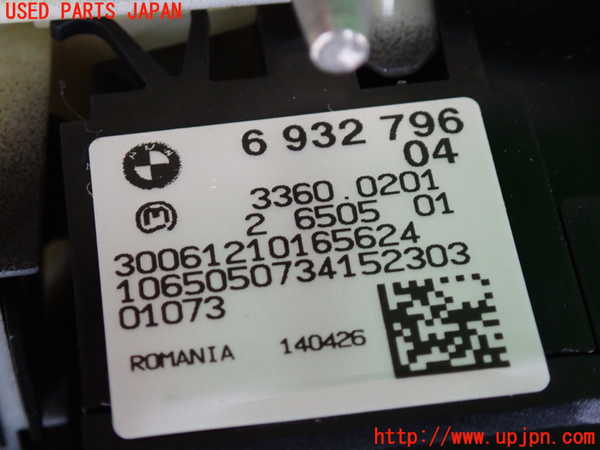 USED PARTS JAPAN
6 932 796
04
3360.0201
2 6505 01
30061210165624
1065050734152303
01073
ROMANIA 140426
http://www.upjpn.com